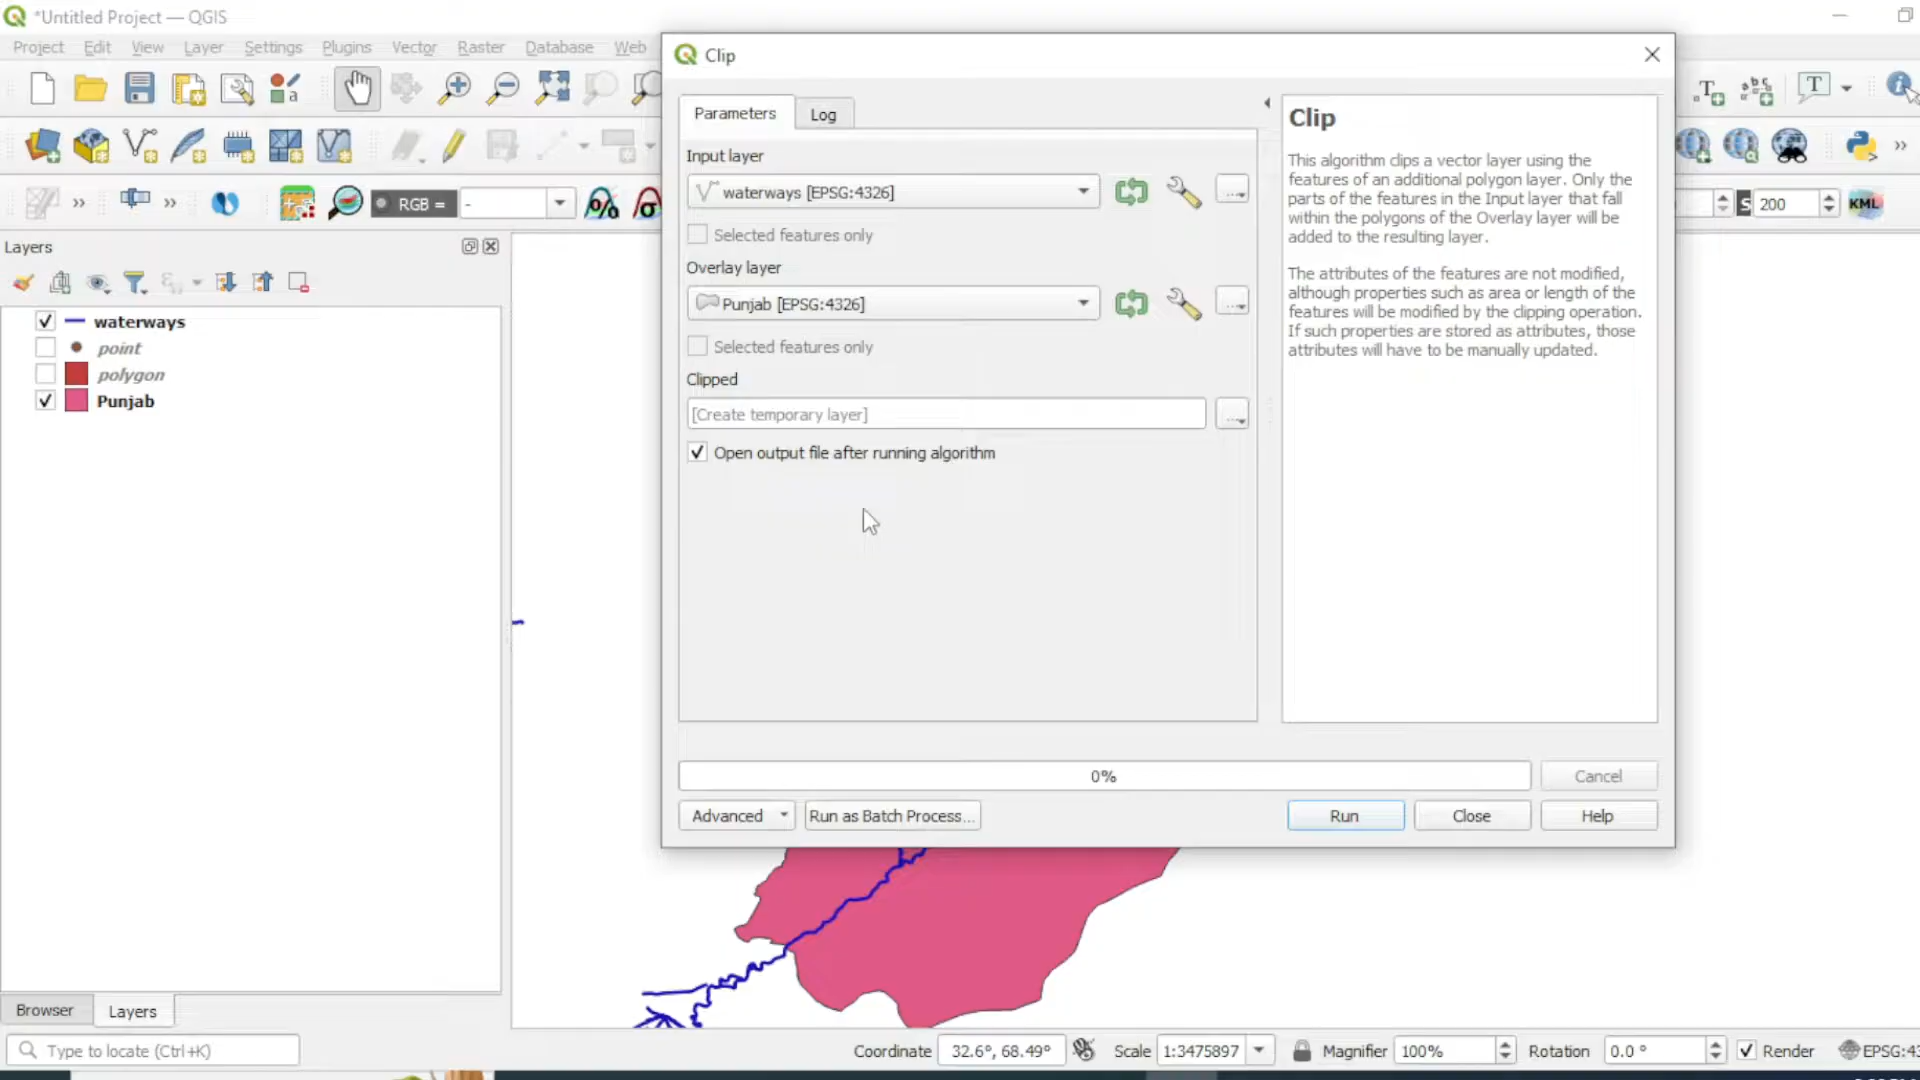 *Untitled Project — QGIS
Project Edit View Layer Settings Plugins Vector Raster Database Web
RGB = - 200 KML
Layers
waterways
point
polygon
Punjab
Browser Layers
Type to locate (Ctrl+K)
Clip
Parameters Log
Input layer
waterways [EPSG:4326]
Selected features only
Overlay layer
Punjab [EPSG:4326]
Selected features only
Clipped
[Create temporary layer]
Open output file after running algorithm
Clip
This algorithm clips a vector layer using the
features of an additional polygon layer. Only the
parts of the features in the Input layer that fall
within the polygons of the Overlay layer will be
added to the resulting layer.
The attributes of the features are not modified,
although properties such as area or length of the
features will be modified by the clipping operation.
If such properties are stored as attributes, those
attributes will have to be manually updated.
0%
Cancel
Advanced Run as Batch Process... Run Close Help
Coordinate 32.6°, 68.49° Scale 1:3475897 Magnifier 100% Rotation 0.0 ° Render